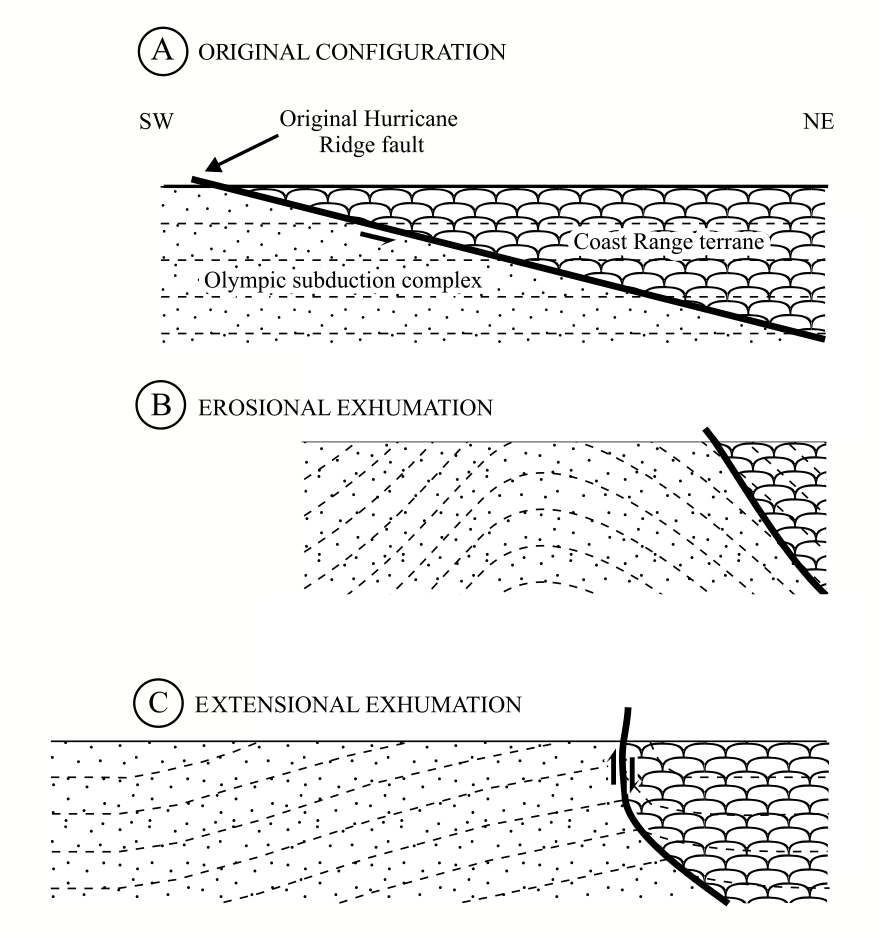 A ORIGINAL CONFIGURATION
SW
Original Hurricane
Ridge fault
NE
Coast Range terrane
Olympic subduction complex
B EROSIONAL EXHUMATION
C EXTENSIONAL EXHUMATION